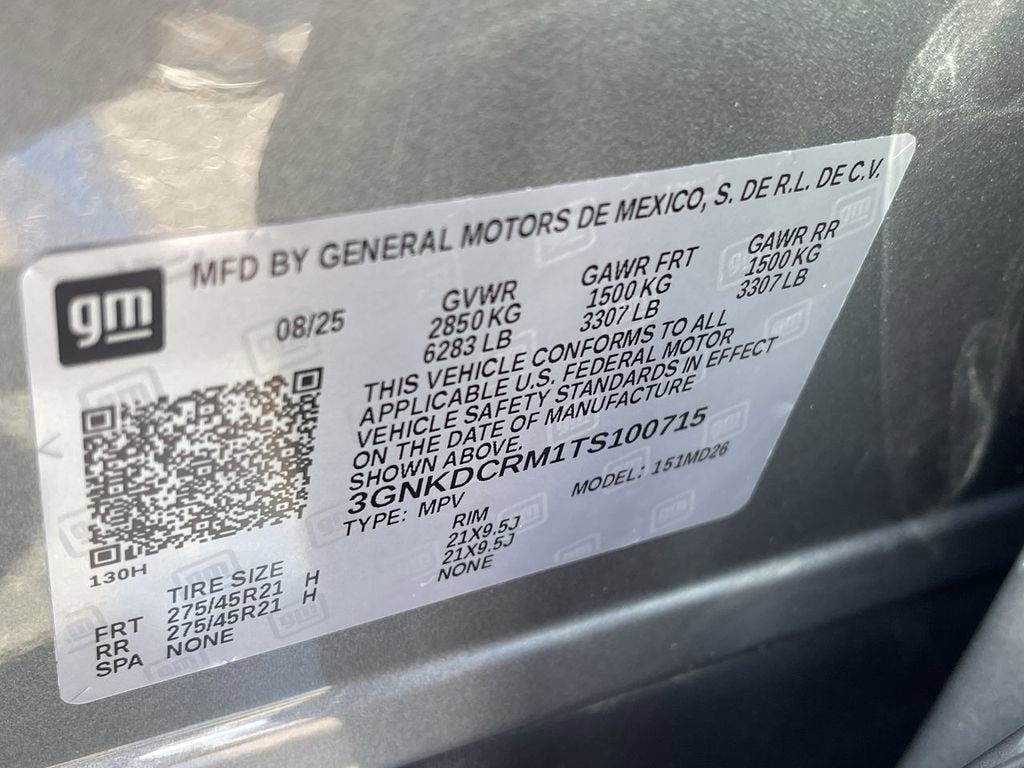 MFD BY GENERAL MOTORS DE MEXICO, S. DE R.L. DE C.V.
gm
08/25
GVWR
2850 KG
6283 LB
GAWR FRT
1500 KG
3307 LB
GAWR RR
1500 KG
3307 LB
THIS VEHICLE CONFORMS TO ALL
APPLICABLE U.S. FEDERAL MOTOR
VEHICLE SAFETY STANDARDS IN EFFECT
ON THE DATE OF MANUFACTURE
SHOWN ABOVE.
3GNKDCRM1TS100715
TYPE: MPV
MODEL: 151MD26
130H
TIRE SIZE RIM
FRT 275/45R21 H 21X9.5J
RR 275/45R21 H 21X9.5J
SPA NONE NONE